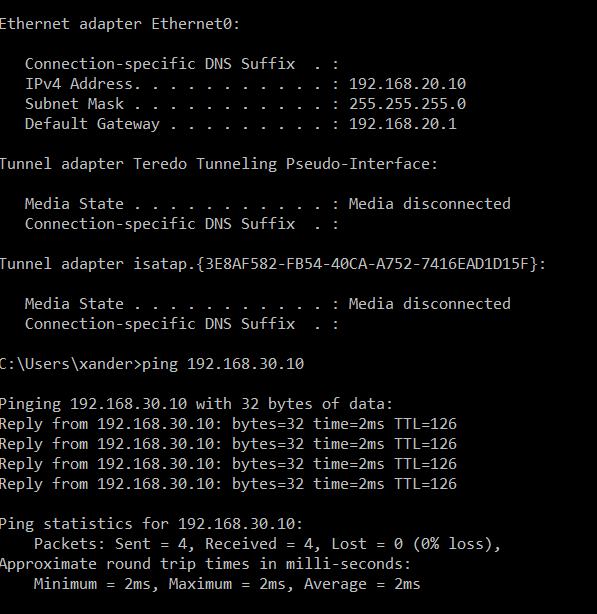 Ethernet adapter Ethernet0:
Connection-specific DNS Suffix  . :
IPv4 Address. . . . . . . . . . . : 192.168.20.10
Subnet Mask . . . . . . . . . . . : 255.255.255.0
Default Gateway . . . . . . . . . : 192.168.20.1
Tunnel adapter Teredo Tunneling Pseudo-Interface:
Media State . . . . . . . . . . . : Media disconnected
Connection-specific DNS Suffix  . :
Tunnel adapter isatap.{3E8AF582-FB54-40CA-A752-7416EAD1D15F}:
Media State . . . . . . . . . . . : Media disconnected
Connection-specific DNS Suffix  . :
C:\Users\xander>ping 192.168.30.10
Pinging 192.168.30.10 with 32 bytes of data:
Reply from 192.168.30.10: bytes=32 time=2ms TTL=126
Reply from 192.168.30.10: bytes=32 time=2ms TTL=126
Reply from 192.168.30.10: bytes=32 time=2ms TTL=126
Reply from 192.168.30.10: bytes=32 time=2ms TTL=126
Ping statistics for 192.168.30.10:
Packets: Sent = 4, Received = 4, Lost = 0 (0% loss),
Approximate round trip times in milli-seconds:
Minimum = 2ms, Maximum = 2ms, Average = 2ms